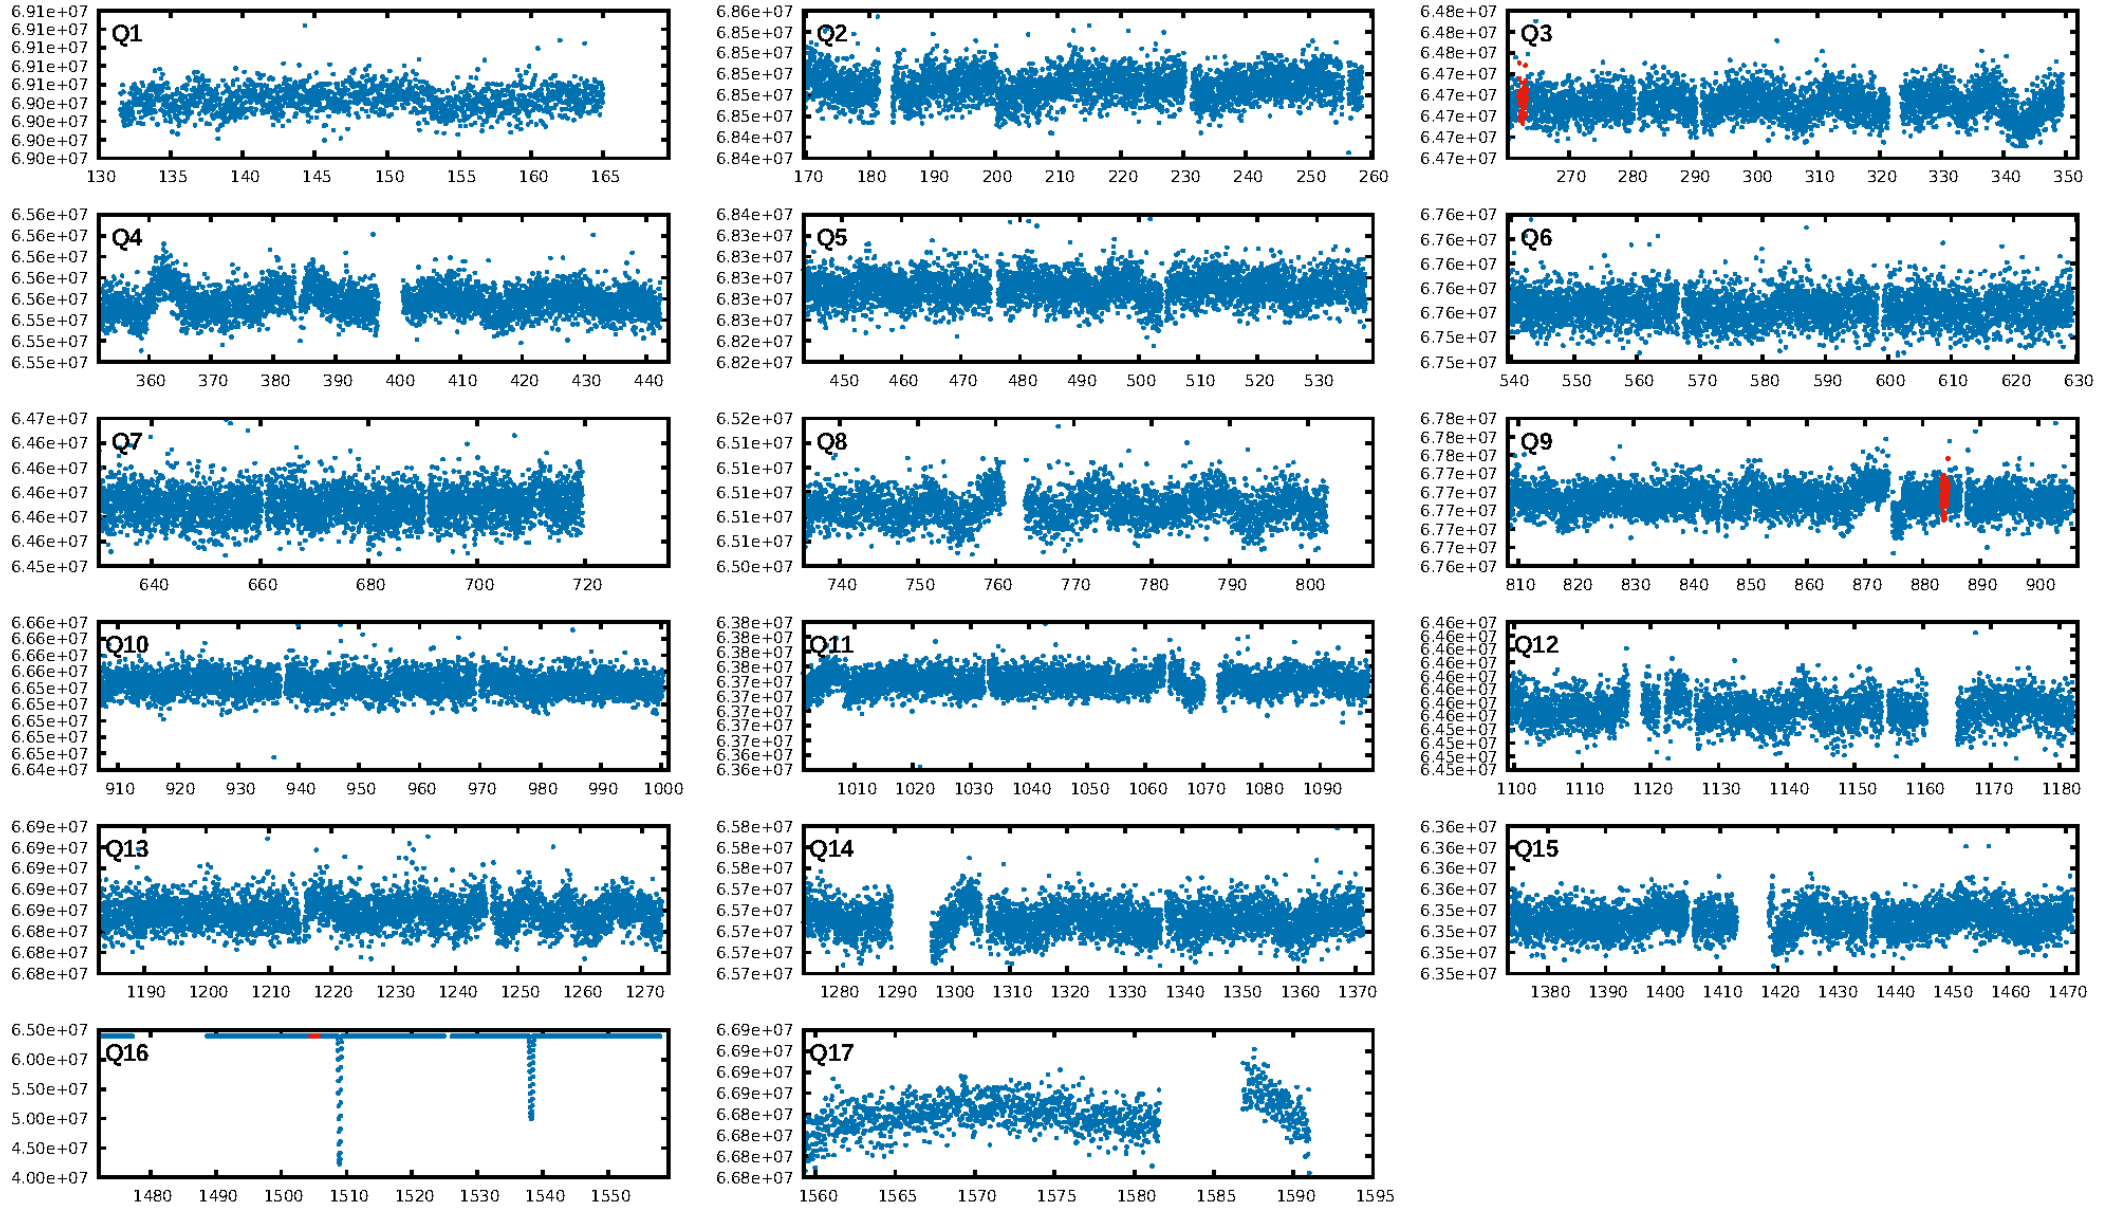 6.91e+07
6.91e+07
6.91e+07
6.91e+07
6.91e+07
6.90e+07
6.90e+07
6.90e+07
6.90e+07
Q1
130 135 140 145 150 155 160 165
6.86e+07
6.85e+07
6.85e+07
6.85e+07
6.85e+07
6.85e+07
6.84e+07
6.84e+07
Q2
170 180 190 200 210 220 230 240 250 260
6.48e+07
6.48e+07
6.48e+07
6.47e+07
6.47e+07
6.47e+07
6.47e+07
6.47e+07
Q3
270 280 290 300 310 320 330 340 350
6.56e+07
6.56e+07
6.56e+07
6.56e+07
6.56e+07
6.55e+07
6.55e+07
6.55e+07
Q4
360 370 380 390 400 410 420 430 440
6.84e+07
6.83e+07
6.83e+07
6.83e+07
6.83e+07
6.83e+07
6.82e+07
6.82e+07
Q5
450 460 470 480 490 500 510 520 530
6.76e+07
6.76e+07
6.76e+07
6.76e+07
6.76e+07
6.75e+07
6.75e+07
Q6
540 550 560 570 580 590 600 610 620 630
6.47e+07
6.46e+07
6.46e+07
6.46e+07
6.46e+07
6.46e+07
6.45e+07
Q7
640 660 680 700 720
6.52e+07
6.51e+07
6.51e+07
6.51e+07
6.51e+07
6.51e+07
6.50e+07
Q8
740 750 760 770 780 790 800
6.78e+07
6.78e+07
6.78e+07
6.77e+07
6.77e+07
6.77e+07
6.77e+07
6.77e+07
6.76e+07
Q9
810 820 830 840 850 860 870 880 890 900
6.66e+07
6.66e+07
6.66e+07
6.66e+07
6.65e+07
6.65e+07
6.65e+07
6.65e+07
6.65e+07
6.64e+07
Q10
910 920 930 940 950 960 970 980 990 1000
6.38e+07
6.38e+07
6.38e+07
6.38e+07
6.37e+07
6.37e+07
6.37e+07
6.37e+07
6.37e+07
6.36e+07
6.36e+07
Q11
1010 1020 1030 1040 1050 1060 1070 1080 1090
6.46e+07
6.46e+07
6.46e+07
6.46e+07
6.46e+07
6.46e+07
6.46e+07
6.46e+07
6.45e+07
6.45e+07
6.45e+07
Q12
1100 1110 1120 1130 1140 1150 1160 1170 1180
6.69e+07
6.69e+07
6.69e+07
6.69e+07
6.69e+07
6.68e+07
6.68e+07
6.68e+07
Q13
1190 1200 1210 1220 1230 1240 1250 1260 1270
6.58e+07
6.58e+07
6.58e+07
6.57e+07
6.57e+07
6.57e+07
6.57e+07
6.57e+07
Q14
1280 1290 1300 1310 1320 1330 1340 1350 1360 1370
6.36e+07
6.36e+07
6.36e+07
6.36e+07
6.35e+07
6.35e+07
6.35e+07
6.35e+07
Q15
1380 1390 1400 1410 1420 1430 1440 1450 1460 1470
6.50e+07
6.00e+07
5.50e+07
5.00e+07
4.50e+07
4.00e+07
Q16
1480 1490 1500 1510 1520 1530 1540 1550
6.69e+07
6.69e+07
6.69e+07
6.69e+07
6.68e+07
6.68e+07
6.68e+07
6.68e+07
Q17
1560 1565 1570 1575 1580 1585 1590 1595